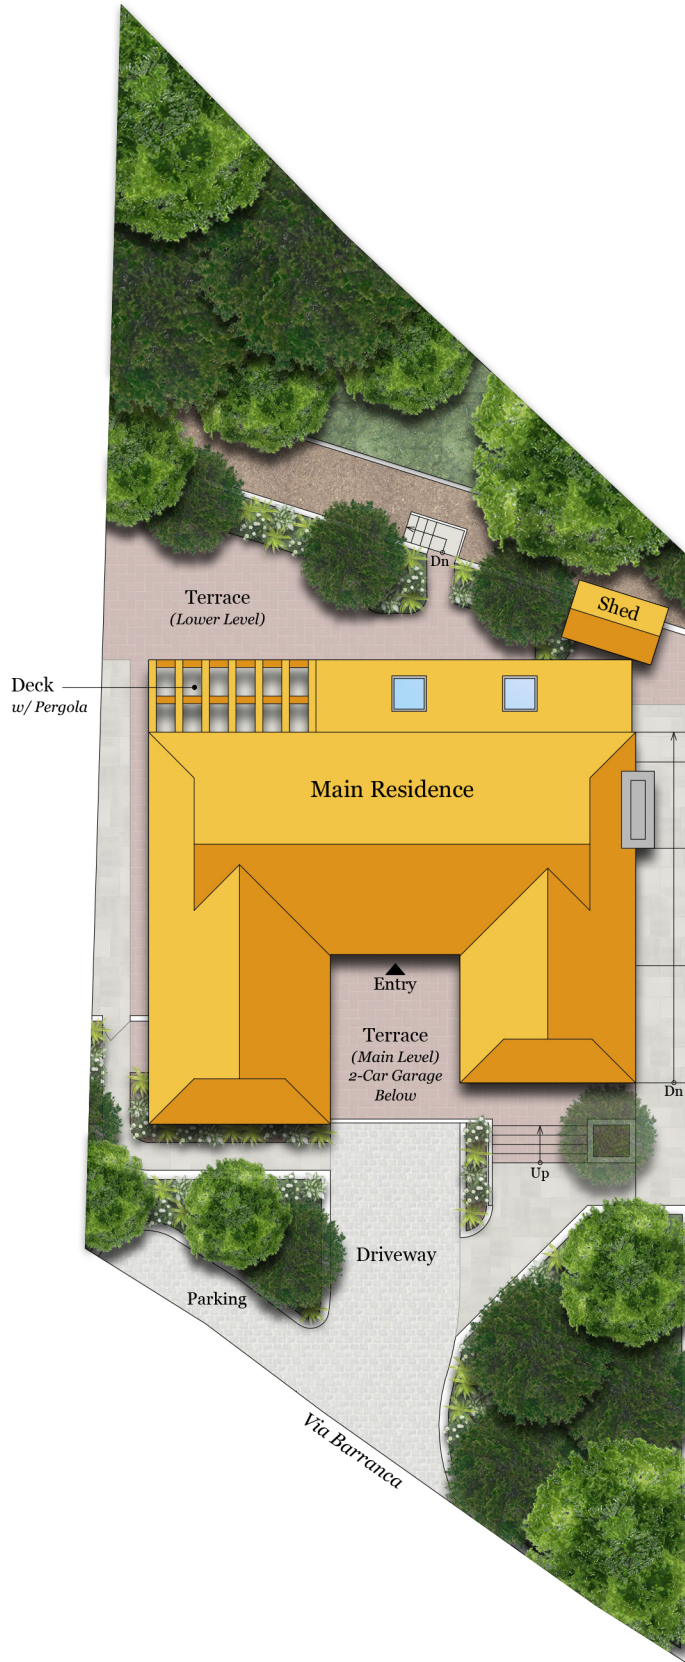 Dn
Terrace
(Lower Level)
Shed
Deck
w/ Pergola
Main Residence
Entry
Terrace
(Main Level)
2-Car Garage
Below
Dn
Up
Driveway
Parking
Via Barranca